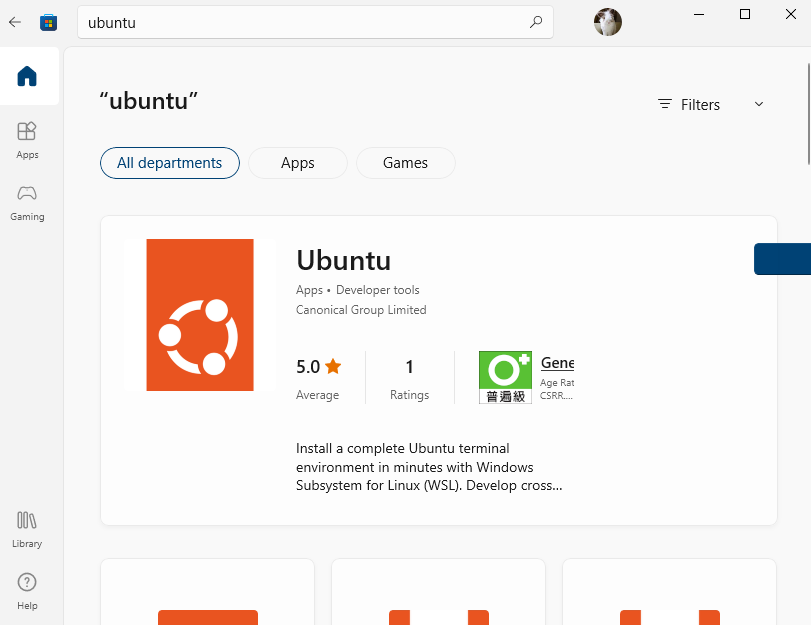 ubuntu
“ubuntu”
Filters
All departments
Apps
Games
Apps
Gaming
Ubuntu
Apps • Developer tools
Canonical Group Limited
5.0
1
Average
Ratings
普遍級
Gene
Age Rat
CSRR....
Install a complete Ubuntu terminal
environment in minutes with Windows
Subsystem for Linux (WSL). Develop cross...
Library
Help